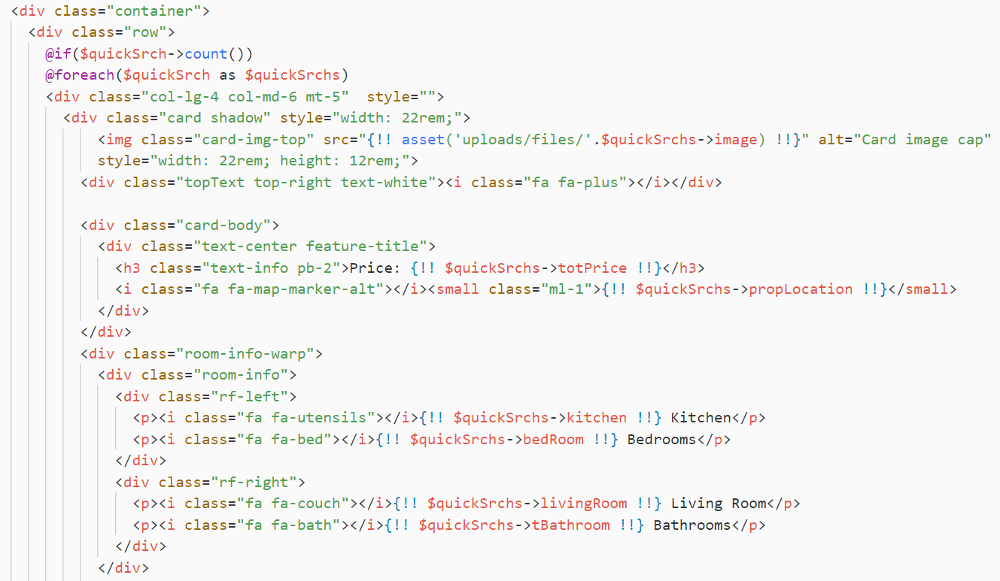 <div class="container">
<div class="row">
@if($quickSrch->count())
@foreach($quickSrch as $quickSrchs)
<div class="col-lg-4 col-md-6 mt-5"  style="">
<div class="card shadow" style="width: 22rem;">
<img class="card-img-top" src="{!! asset('uploads/files/'.$quickSrchs->image) !!}" alt="Card image cap"
style="width: 22rem; height: 12rem;">
<div class="topText top-right text-white"><i class="fa fa-plus"></i></div>
<div class="card-body">
<div class="text-center feature-title">
<h3 class="text-info pb-2">Price: {!! $quickSrchs->totPrice !!}</h3>
<i class="fa fa-map-marker-alt"></i><small class="ml-1">{!! $quickSrchs->propLocation !!}</small>
</div>
</div>
<div class="room-info-warp">
<div class="room-info">
<div class="rf-left">
<p><i class="fa fa-utensils"></i>{!! $quickSrchs->kitchen !!} Kitchen</p>
<p><i class="fa fa-bed"></i>{!! $quickSrchs->bedRoom !!} Bedrooms</p>
</div>
<div class="rf-right">
<p><i class="fa fa-couch"></i>{!! $quickSrchs->livingRoom !!} Living Room</p>
<p><i class="fa fa-bath"></i>{!! $quickSrchs->tBathroom !!} Bathrooms</p>
</div>
</div>